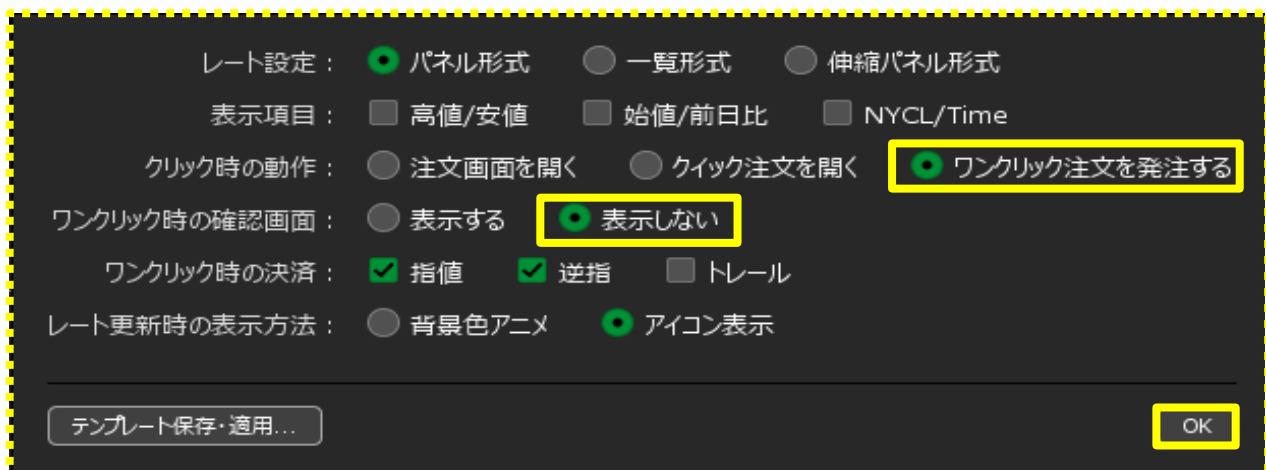 レート設定： パネル形式 一覧形式 伸縮パネル形式
表示項目： 高値/安値 始値/前日比 NYCL/Time
クリック時の動作： 注文画面を開く クイック注文を開く ワンクリック注文を発注する
ワンクリック時の確認画面： 表示する 表示しない
ワンクリック時の決済： 指値 逆指 トレール
レート更新時の表示方法： 背景色アニメ アイコン表示
テンプレート保存・適用... OK